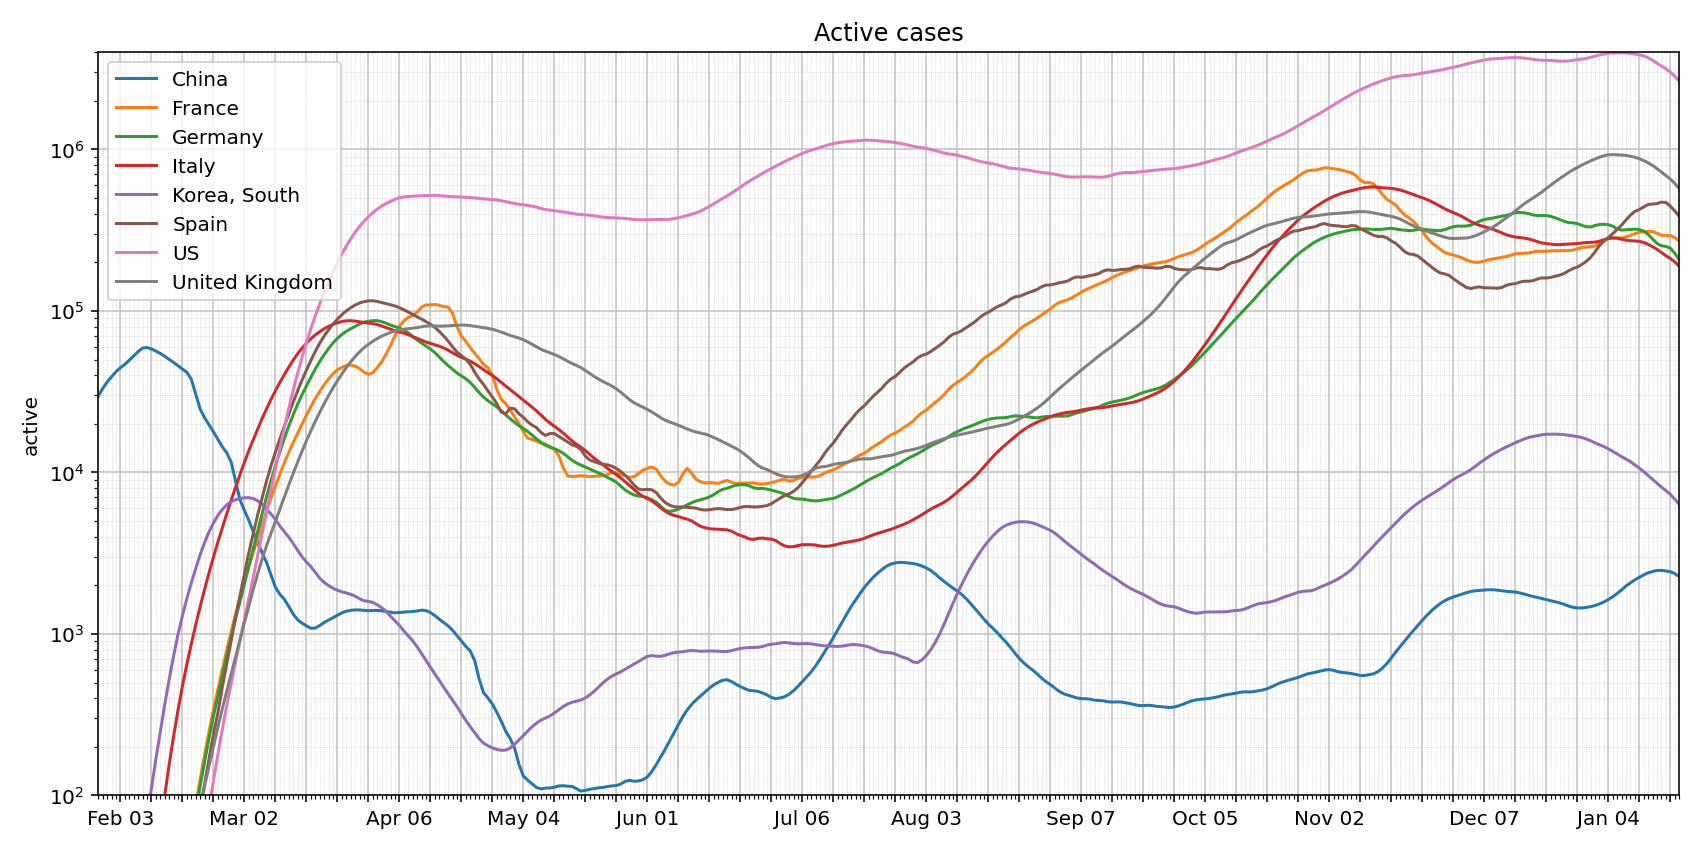 Active cases
China
France
Germany
Italy
Korea, South
Spain
US
United Kingdom
active
10^6
10^5
10^4
10^3
10^2
Feb 03 Mar 02 Apr 06 May 04 Jun 01 Jul 06 Aug 03 Sep 07 Oct 05 Nov 02 Dec 07 Jan 04